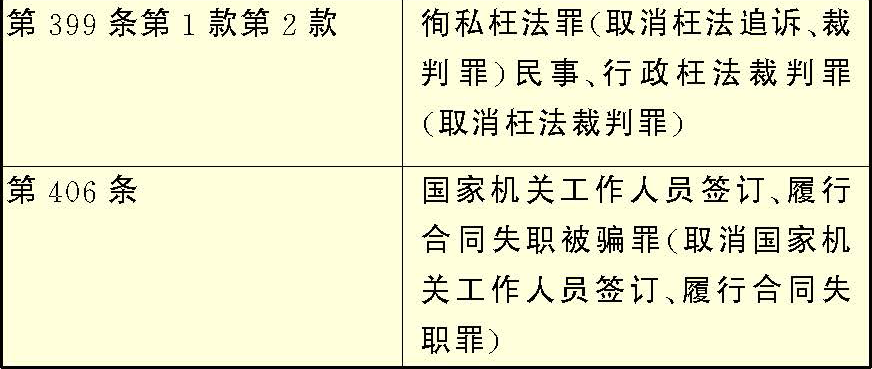 第 399 条第 1 款第 2 款
徇私枉法罪(取消枉法追诉、裁
判罪)民事、行政枉法裁判罪
(取消枉法裁判罪)
第 406 条
国家机关工作人员签订、履行
合同失职被骗罪(取消国家机
关工作人员签订、履行合同失
职罪)